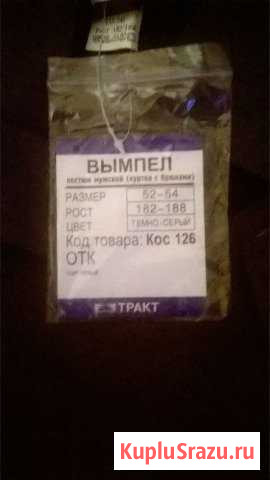 ВЫМПЕЛ
костюм мужской (куртка с брюками)
РАЗМЕР 52-54
РОСТ 182-188
ЦВЕТ ТЕМНО-СЕРЫЙ
Код товара: Кос 126
ОТК
ТРАКТ
KupluSrazu.ru